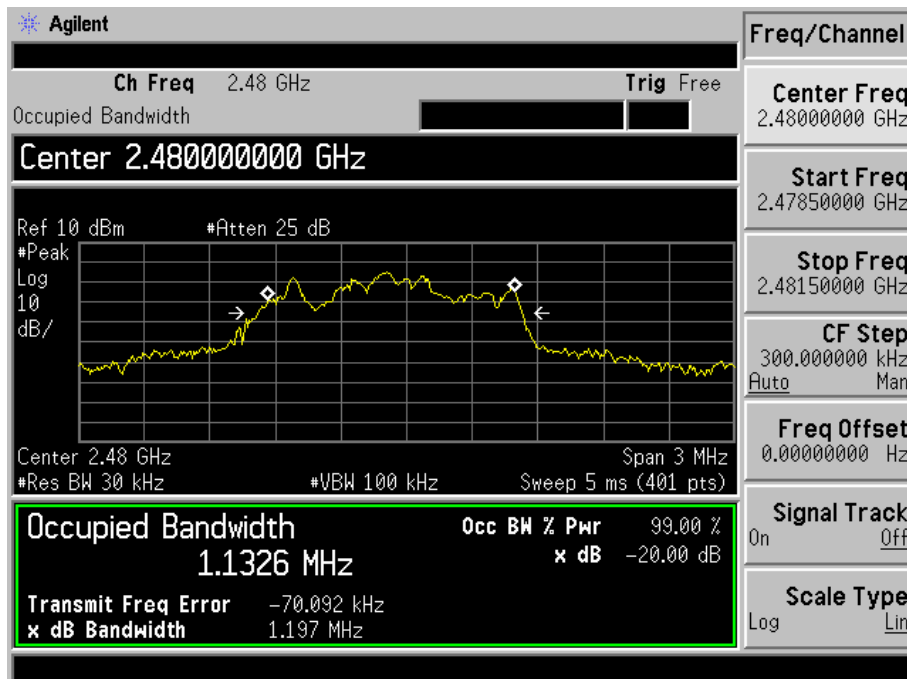 Agilent
Ch Freq 2.48 GHz Trig Free
Occupied Bandwidth
Center 2.480000000 GHz
Ref 10 dBm #Atten 25 dB
#Peak
Log
10
dB/
Center 2.48 GHz Span 3 MHz
#Res BW 30 kHz #VBW 100 kHz Sweep 5 ms (401 pts)
Occupied Bandwidth Occ BW % Pwr 99.00 %
1.1326 MHz x dB -20.00 dB
Transmit Freq Error -70.092 kHz
x dB Bandwidth 1.197 MHz
Freq/Channel
Center Freq
2.48000000 GHz
Start Freq
2.47850000 GHz
Stop Freq
2.48150000 GHz
CF Step
300.000000 kHz
Auto Man
Freq Offset
0.00000000 Hz
Signal Track
On Off
Scale Type
Log Lin